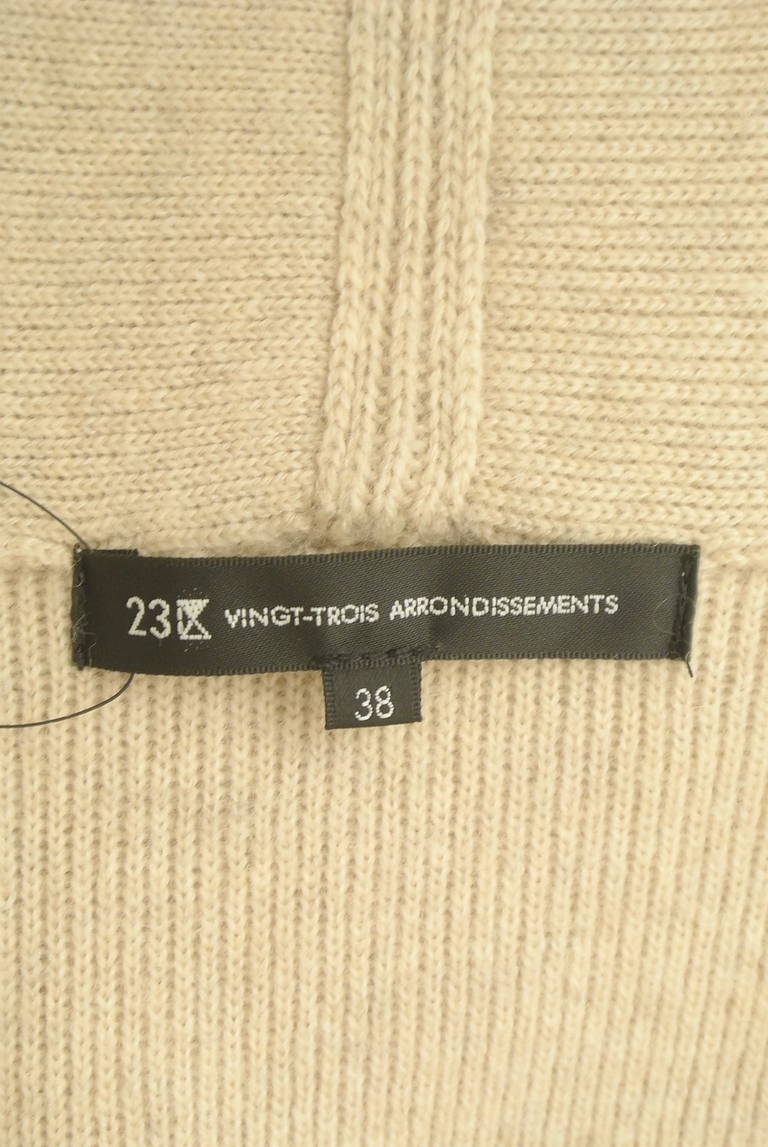 23区 VINGT-TROIS ARRONDISSEMENTS
38